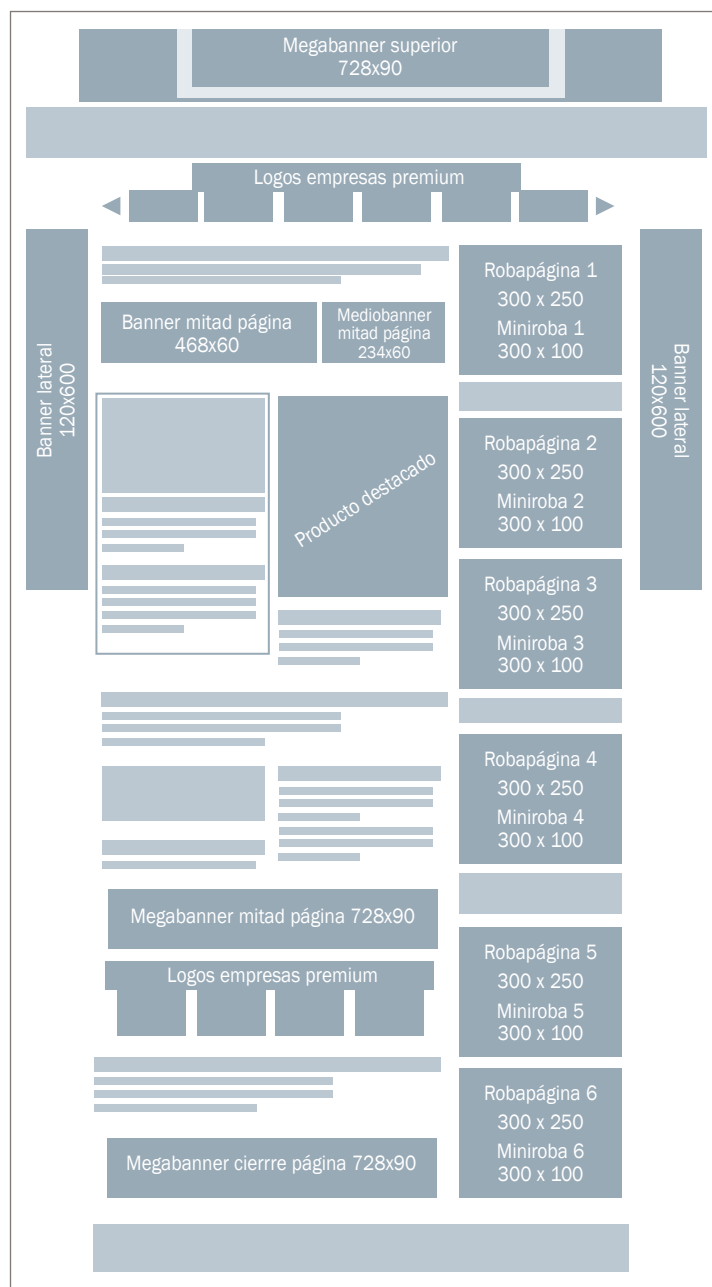 Megabanner superior
728x90
Logos empresas premium
Banner lateral
120x600
Banner mitad página
468x60
Mediobanner
mitad página
234x60
Producto destacado
Megabanner mitad página 728x90
Logos empresas premium
Megabanner cierrre página 728x90
Robapágina 1
300 x 250
Miniroba 1
300 x 100
Robapágina 2
300 x 250
Miniroba 2
300 x 100
Robapágina 3
300 x 250
Miniroba 3
300 x 100
Robapágina 4
300 x 250
Miniroba 4
300 x 100
Robapágina 5
300 x 250
Miniroba 5
300 x 100
Robapágina 6
300 x 250
Miniroba 6
300 x 100
Banner lateral
120x600